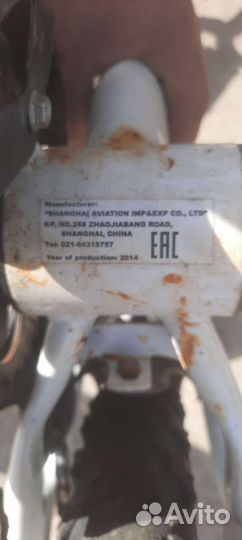 Manufacturer:
"SHANGHAI AVIATION IMP&EXP CO., LTD"
6/F, NO.268 ZHAOJIABANG ROAD,
SHANGHAI, CHINA
Tel: 021-64315757
Year of production: 2014
EAC
Avito